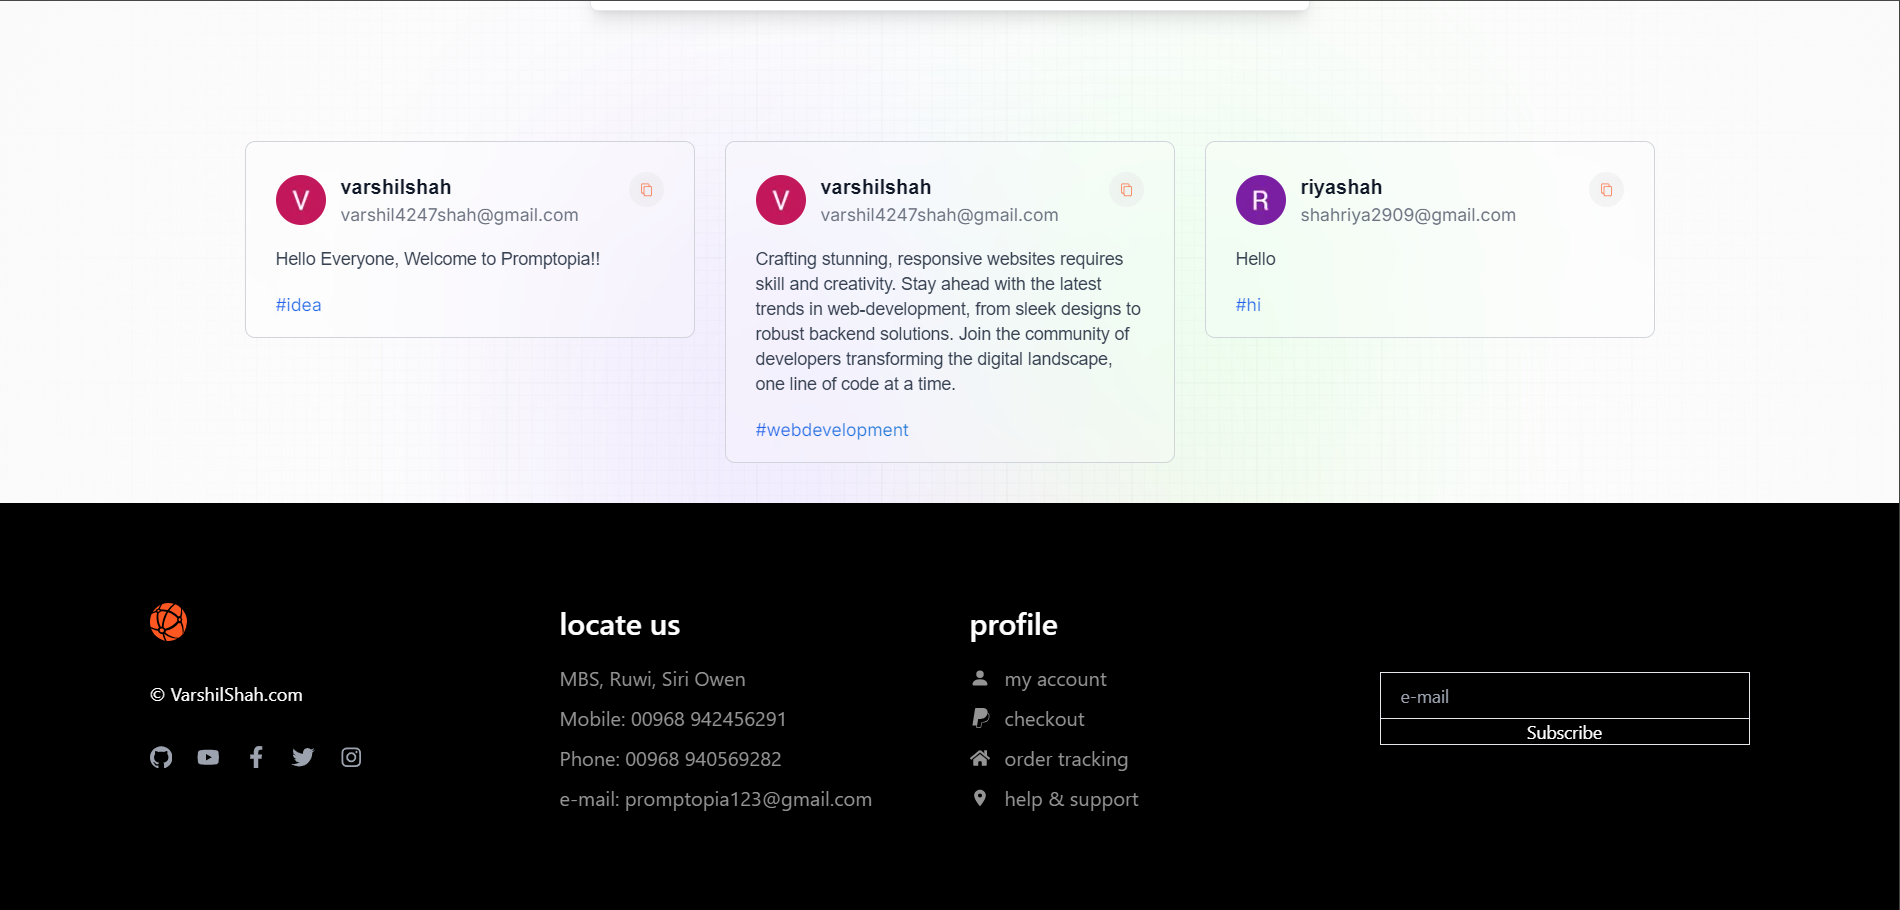 V
varshilshah
varshil4247shah@gmail.com
Hello Everyone, Welcome to Promptopia!!
#idea
V
varshilshah
varshil4247shah@gmail.com
Crafting stunning, responsive websites requires
skill and creativity. Stay ahead with the latest
trends in web-development, from sleek designs to
robust backend solutions. Join the community of
developers transforming the digital landscape,
one line of code at a time.
#webdevelopment
R
riyashah
shahriya2909@gmail.com
Hello
#hi
© VarshilShah.com
locate us
MBS, Ruwi, Siri Owen
Mobile: 00968 942456291
Phone: 00968 940569282
e-mail: promptopia123@gmail.com
profile
my account
checkout
order tracking
help & support
e-mail
Subscribe